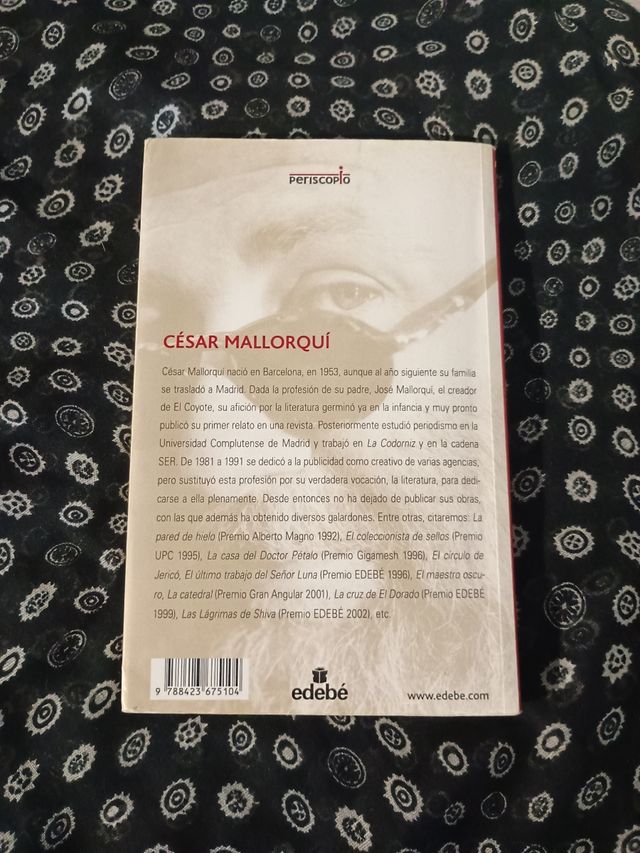 PERISCOPIO
CÉSAR MALLORQUÍ
César Mallorquí nació en Barcelona, en 1953, aunque al año siguiente su familia
se trasladó a Madrid. Dada la profesión de su padre, José Mallorquí, el creador
de El Coyote, su afición por la literatura germinó ya en la infancia y muy pronto
publicó su primer relato en una revista. Posteriormente estudió periodismo en la
Universidad Complutense de Madrid y trabajó en La Codorniz y en la cadena
SER. De 1981 a 1991 se dedicó a la publicidad como creativo de varias agencias,
pero sustituyó esta profesión por su verdadera vocación, la literatura, para dedi-
carse a ella plenamente. Desde entonces no ha dejado de publicar sus obras,
con las que además ha obtenido diversos galardones. Entre otras, citaremos: La
pared de hielo (Premio Alberto Magno 1992), El coleccionista de sellos (Premio
UPC 1995), La casa del Doctor Pétalo (Premio Gigamesh 1996), El círculo de
Jericó, El último trabajo del Señor Luna (Premio EDEBÉ 1996), El maestro oscu-
ro, La catedral (Premio Gran Angular 2001), La cruz de El Dorado (Premio EDEBÉ
1999), Las Lágrimas de Shiva (Premio EDEBÉ 2002), etc.
9 788423 675104
edebé
www.edebe.com